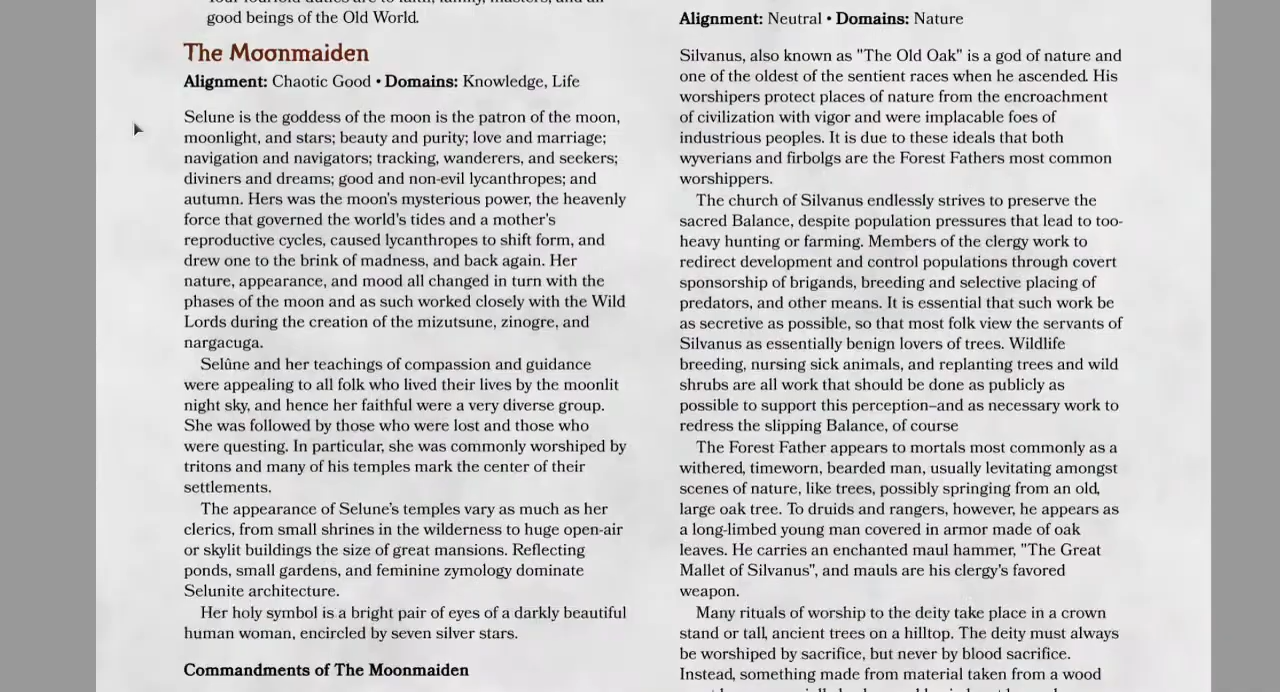 good beings of the Old World.
The Moonmaiden
Alignment: Chaotic Good • Domains: Knowledge, Life
Selune is the goddess of the moon is the patron of the moon,
moonlight, and stars; beauty and purity; love and marriage;
navigation and navigators; tracking, wanderers, and seekers;
diviners and dreams; good and non-evil lycanthropes; and
autumn. Hers was the moon's mysterious power, the heavenly
force that governed the world's tides and a mother's
reproductive cycles, caused lycanthropes to shift form, and
drew one to the brink of madness, and back again. Her
nature, appearance, and mood all changed in turn with the
phases of the moon and as such worked closely with the Wild
Lords during the creation of the mizutsune, zinogre, and
nargacuga.
Selûne and her teachings of compassion and guidance
were appealing to all folk who lived their lives by the moonlit
night sky, and hence her faithful were a very diverse group.
She was followed by those who were lost and those who
were questing. In particular, she was commonly worshiped by
tritons and many of his temples mark the center of their
settlements.
The appearance of Selune's temples vary as much as her
clerics, from small shrines in the wilderness to huge open-air
or skylit buildings the size of great mansions. Reflecting
ponds, small gardens, and feminine zymology dominate
Selunite architecture.
Her holy symbol is a bright pair of eyes of a darkly beautiful
human woman, encircled by seven silver stars.
Commandments of The Moonmaiden
Alignment: Neutral • Domains: Nature
Silvanus, also known as "The Old Oak" is a god of nature and
one of the oldest of the sentient races when he ascended. His
worshipers protect places of nature from the encroachment
of civilization with vigor and were implacable foes of
industrious peoples. It is due to these ideals that both
wyverians and firbolgs are the Forest Fathers most common
worshippers.
The church of Silvanus endlessly strives to preserve the
sacred Balance, despite population pressures that lead to too-
heavy hunting or farming. Members of the clergy work to
redirect development and control populations through covert
sponsorship of brigands, breeding and selective placing of
predators, and other means. It is essential that such work be
as secretive as possible, so that most folk view the servants of
Silvanus as essentially benign lovers of trees. Wildlife
breeding, nursing sick animals, and replanting trees and wild
shrubs are all work that should be done as publicly as
possible to support this perception–and as necessary work to
redress the slipping Balance, of course
The Forest Father appears to mortals most commonly as a
withered, timeworn, bearded man, usually levitating amongst
scenes of nature, like trees, possibly springing from an old,
large oak tree. To druids and rangers, however, he appears as
a long-limbed young man covered in armor made of oak
leaves. He carries an enchanted maul hammer, "The Great
Mallet of Silvanus", and mauls are his clergy's favored
weapon.
Many rituals of worship to the deity take place in a crown
stand or tall, ancient trees on a hilltop. The deity must always
be worshiped by sacrifice, but never by blood sacrifice.
Instead, something made from material taken from a wood